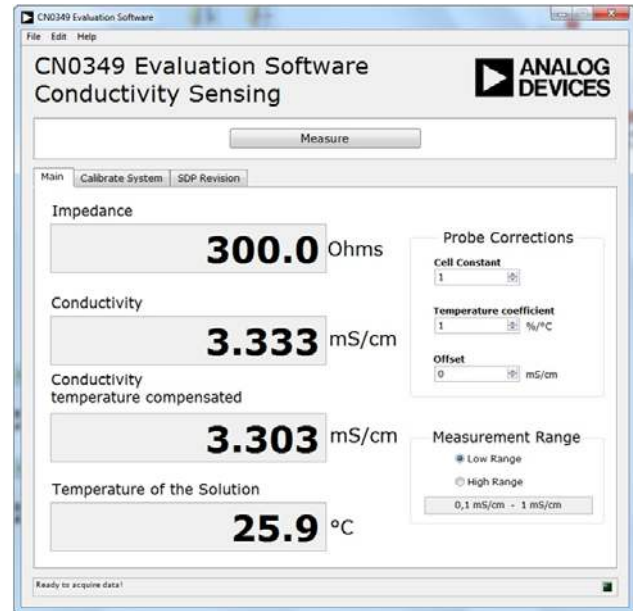 CN0349 Evaluation Software
File Edit Help
CN0349 Evaluation Software
Conductivity Sensing
ANALOG
DEVICES
Measure
Main
Calibrate System
SDP Revision
Impedance
300.0 Ohms
Conductivity
3.333 mS/cm
Conductivity
temperature compensated
3.303 mS/cm
Temperature of the Solution
25.9 °C
Probe Corrections
Cell Constant
1
Temperature coefficient
1 %/°C
Offset
0 mS/cm
Measurement Range
Low Range
High Range
0,1 mS/cm - 1 mS/cm
Ready to acquire data!